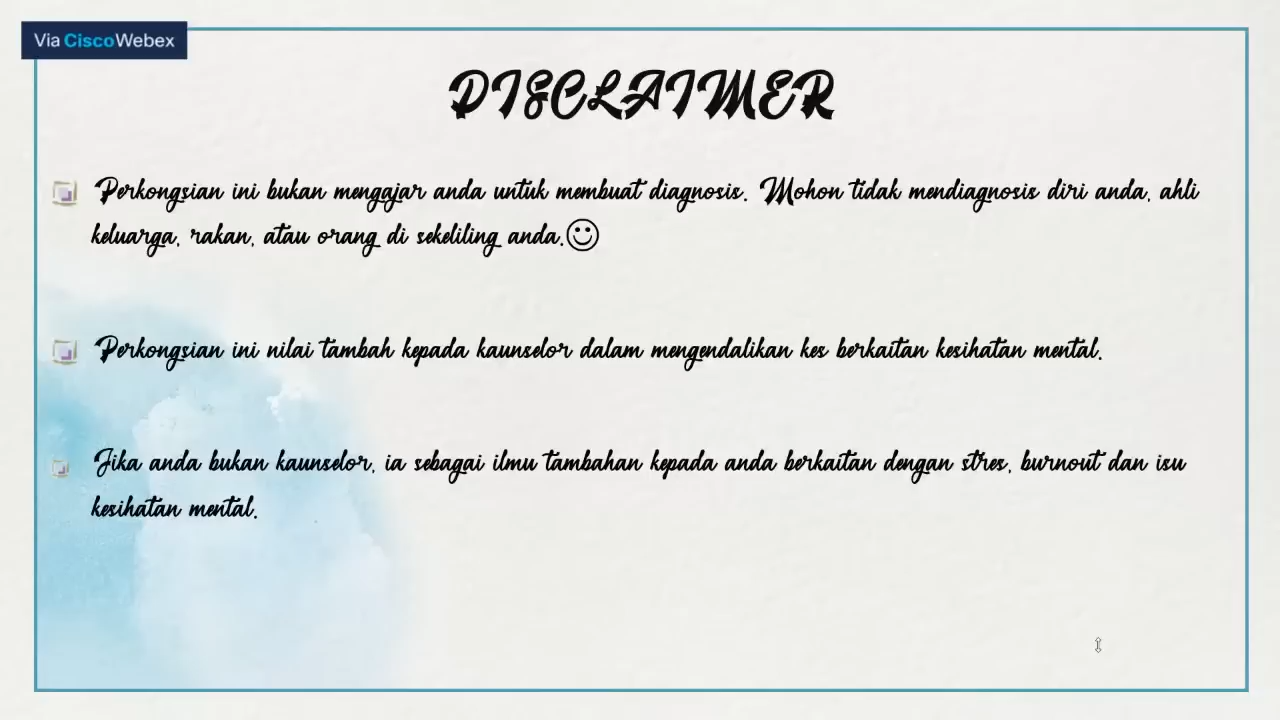 Via CiscoWebex
DISCLAIMER
Perkongsian ini bukan mengajar anda untuk membuat diagnosis. Mohon tidak mendiagnosis diri anda, ahli
keluarga, rakan, atau orang di sekeliling anda.☺
Perkongsian ini nilai tambah kepada kaunselor dalam mengendalikan kes berkaitan kesihatan mental.
Jika anda bukan kaunselor, ia sebagai ilmu tambahan kepada anda berkaitan dengan stres, burnout dan isu
kesihatan mental.